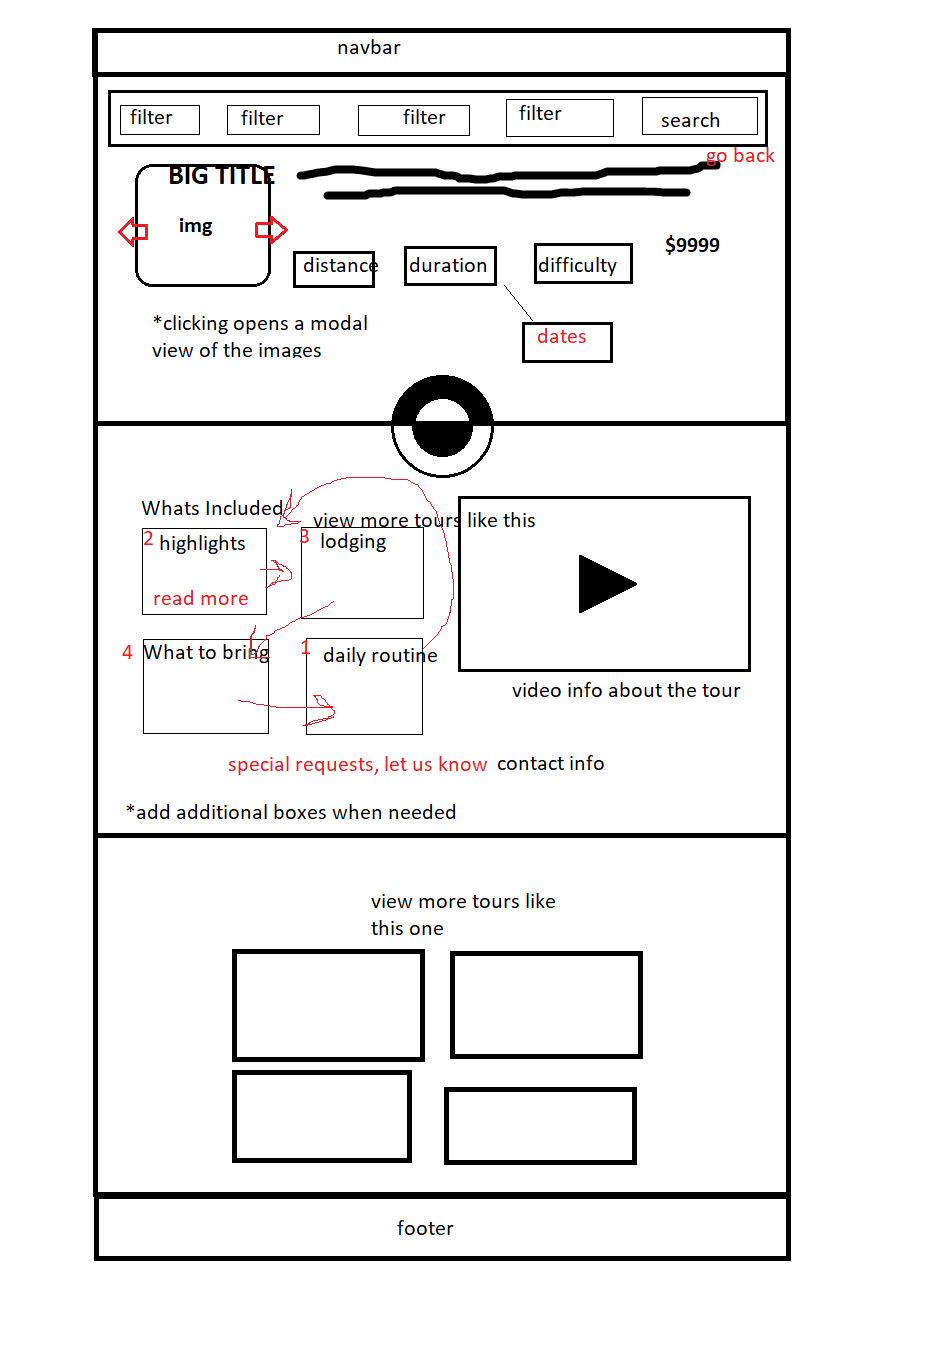 navbar
filter
filter
filter
filter
search
go back
BIG TITLE
img
$9999
distance
duration
difficulty
dates
*clicking opens a modal
view of the images
Whats Included
view more tours like this
2
highlights
read more
3
lodging
4
What to bring
1
daily routine
video info about the tour
special requests, let us know
contact info
*add additional boxes when needed
view more tours like
this one
footer